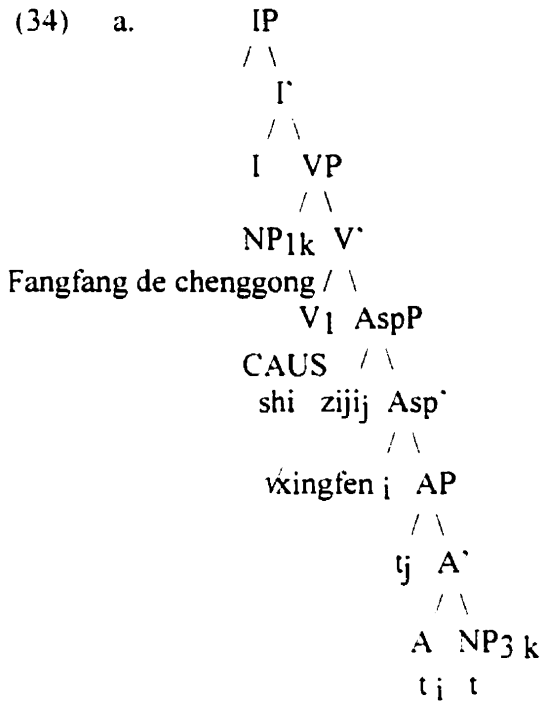 (34) a. IP
/ \
I`
/ \
I VP
/ \
NP1k V`
Fangfang de chenggong / \
V1 AspP
CAUS / \
shi zijij Asp`
/ \
√xingfen i AP
/ \
tj A`
/ \
A NP3 k
t i t